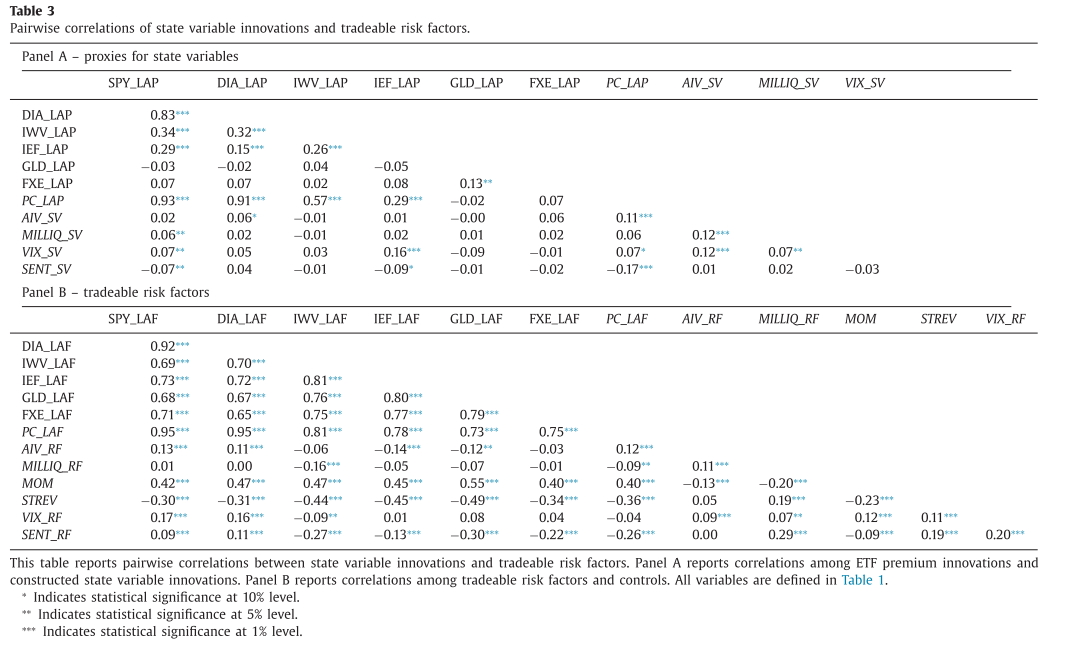 Table 3
Pairwise correlations of state variable innovations and tradeable risk factors.
Panel A – proxies for state variables
SPY_LAP DIA_LAP IWV_LAP IEF_LAP GLD_LAP FXE_LAP PC_LAP AIV_SV MILLIQ_SV VIX_SV
DIA_LAP 0.83***
IWV_LAP 0.34*** 0.32***
IEF_LAP 0.29*** 0.15*** 0.26***
GLD_LAP −0.03 −0.02 0.04 −0.05
FXE_LAP 0.07 0.07 0.02 0.08 0.13**
PC_LAP 0.93*** 0.91*** 0.57*** 0.29*** −0.02 0.07
AIV_SV 0.02 0.06* −0.01 0.01 −0.00 0.06 0.11***
MILLIQ_SV 0.06** 0.02 −0.01 0.02 0.01 0.02 0.06 0.12***
VIX_SV 0.07** 0.05 0.03 0.16*** −0.09 −0.01 0.07* 0.12*** 0.07**
SENT_SV −0.07** 0.04 −0.01 −0.09* −0.01 −0.02 −0.17*** 0.01 0.02 −0.03
Panel B – tradeable risk factors
SPY_LAF DIA_LAF IWV_LAF IEF_LAF GLD_LAF FXE_LAF PC_LAF AIV_RF MILLIQ_RF MOM STREV VIX_RF
DIA_LAF 0.92***
IWV_LAF 0.69*** 0.70***
IEF_LAF 0.73*** 0.72*** 0.81***
GLD_LAF 0.68*** 0.67*** 0.76*** 0.80***
FXE_LAF 0.71*** 0.65*** 0.75*** 0.77*** 0.79***
PC_LAF 0.95*** 0.95*** 0.81*** 0.78*** 0.73*** 0.75***
AIV_RF 0.13*** 0.11*** −0.06 −0.14*** −0.12** −0.03 0.12***
MILLIQ_RF 0.01 0.00 −0.16*** −0.05 −0.07 −0.01 −0.09** 0.11***
MOM 0.42*** 0.47*** 0.47*** 0.45*** 0.55*** 0.40*** 0.40*** −0.13*** −0.20***
STREV −0.30*** −0.31*** −0.44*** −0.45*** −0.49*** −0.34*** −0.36*** 0.05 0.19*** −0.23***
VIX_RF 0.17*** 0.16*** −0.09** 0.01 0.08 0.04 −0.04 0.09*** 0.07** 0.12*** 0.11***
SENT_RF 0.09*** 0.11*** −0.27*** −0.13*** −0.30*** −0.22*** −0.26*** 0.00 0.29*** −0.09*** 0.19*** 0.20***
This table reports pairwise correlations between state variable innovations and tradeable risk factors. Panel A reports correlations among ETF premium innovations and
constructed state variable innovations. Panel B reports correlations among tradeable risk factors and controls. All variables are defined in Table 1.
* Indicates statistical significance at 10% level.
** Indicates statistical significance at 5% level.
*** Indicates statistical significance at 1% level.